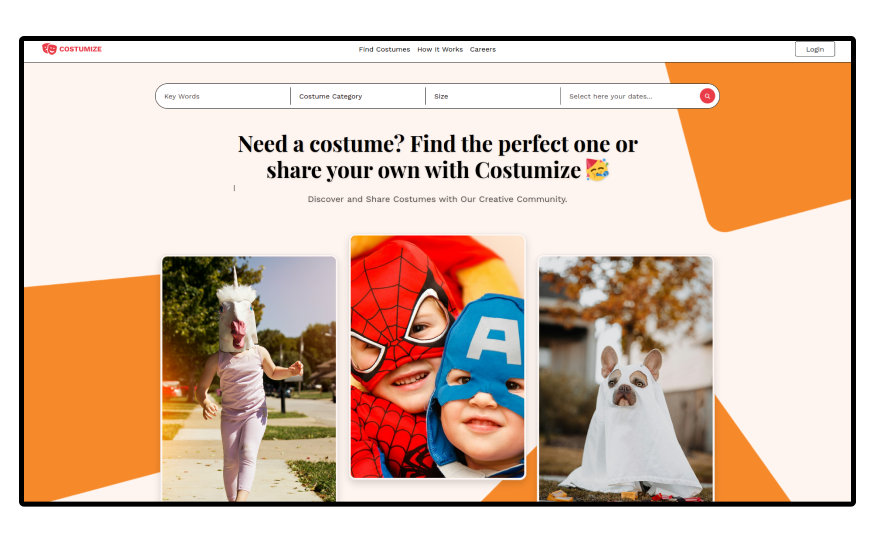 COSTUMIZE
Find Costumes How It Works Careers
Login
Key Words
Costume Category
Size
Select here your dates...
Need a costume? Find the perfect one or
share your own with Costumize 🥳
Discover and Share Costumes with Our Creative Community.
A